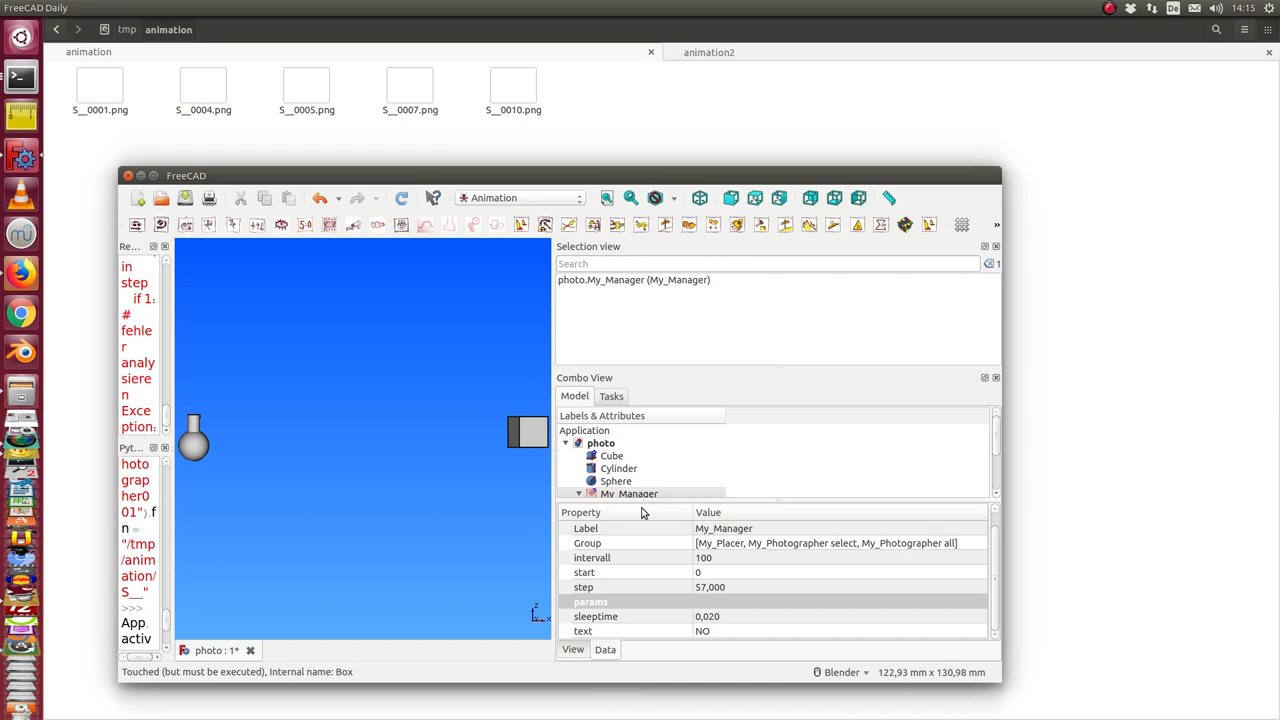 FreeCAD Daily
De
14:15
tmp
animation
animation
animation2
S__0001.png
S__0004.png
S__0005.png
S__0007.png
S__0010.png
FreeCAD
Animation
Re...
in
step
if 1:
#
fehle
r
analy
siere
n
Exce
ption:
Pyt...
hoto
grap
her0
01").f
n =
"/tmp
/anim
ation/
S__"
>>>
App.
activ
Selection view
Search
1
photo.My_Manager (My_Manager)
Combo View
Model
Tasks
Labels & Attributes
Application
photo
Cube
Cylinder
Sphere
My_Manager
Property
Value
Label
My_Manager
Group
[My_Placer, My_Photographer select, My_Photographer all]
intervall
100
start
0
step
57,000
params
sleeptime
0,020
text
NO
View
Data
z
x
photo : 1*
Touched (but must be executed), Internal name: Box
Blender
122,93 mm x 130,98 mm